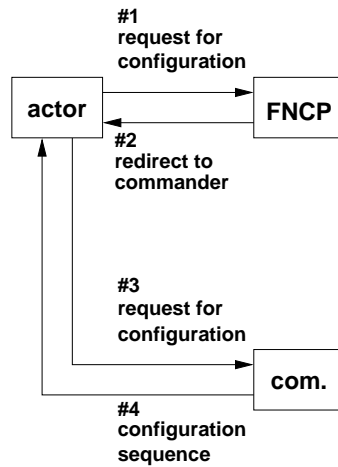 #1
request for
configuration
actor
FNCP
#2
redirect to
commander
#3
request for
configuration
com.
#4
configuration
sequence